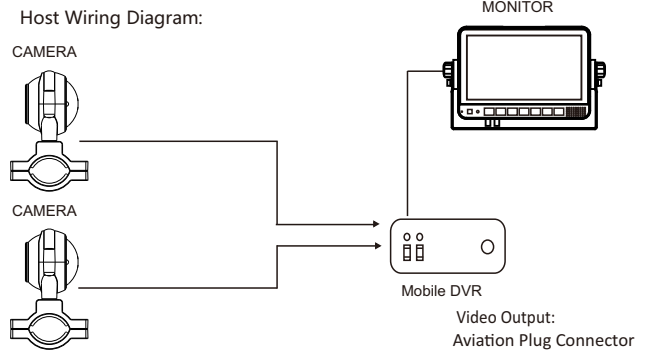 MONITOR
Host Wiring Diagram:
CAMERA
CAMERA
Mobile DVR
Video Output:
Aviation Plug Connector